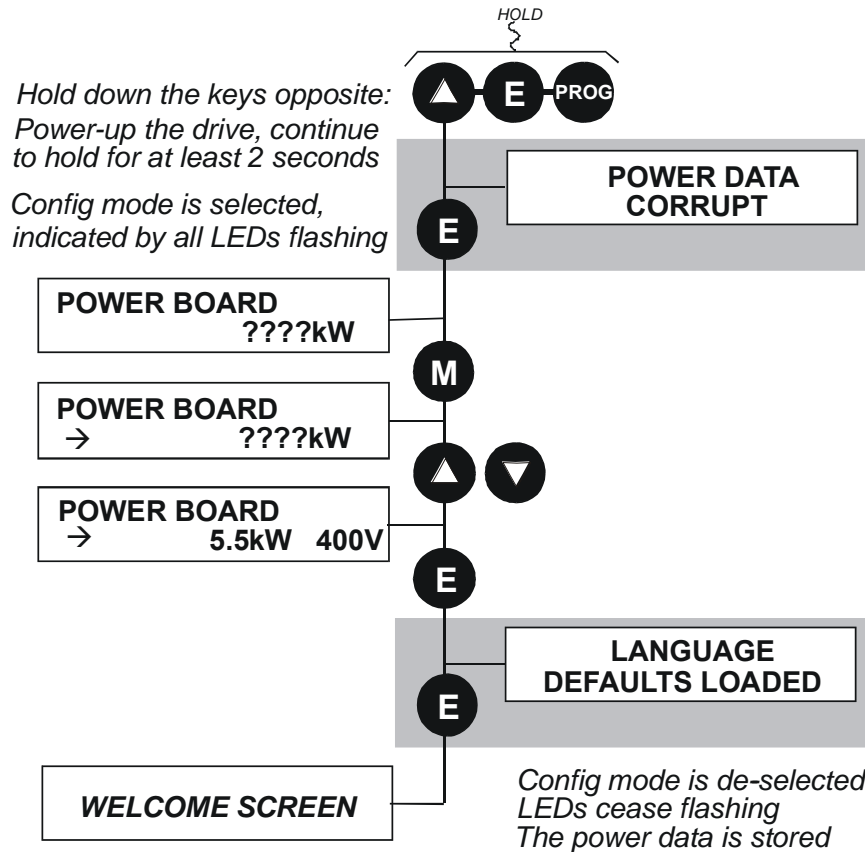 HOLD
Hold down the keys opposite:
E PROG
Power-up the drive, continue
to hold for at least 2 seconds
POWER DATA
CORRUPT
Config mode is selected,
indicated by all LEDs flashing
E
POWER BOARD
????kW
M
POWER BOARD
→ ????kW
POWER BOARD
→ 5.5kW 400V
E
LANGUAGE
DEFAULTS LOADED
E
WELCOME SCREEN
Config mode is de-selected
LEDs cease flashing
The power data is stored